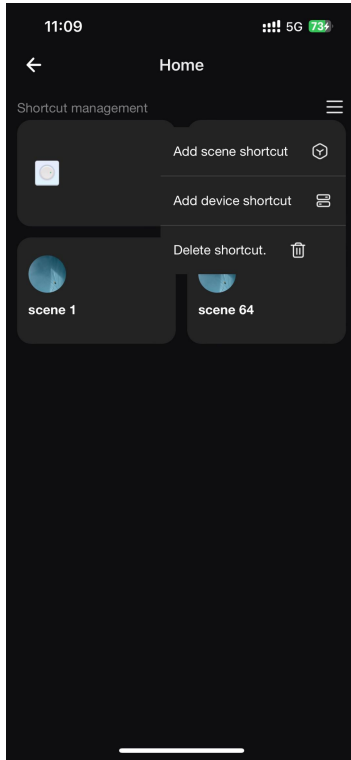 11:09 5G 73
Home
Shortcut management
Add scene shortcut
Add device shortcut
Delete shortcut.
scene 1 scene 64